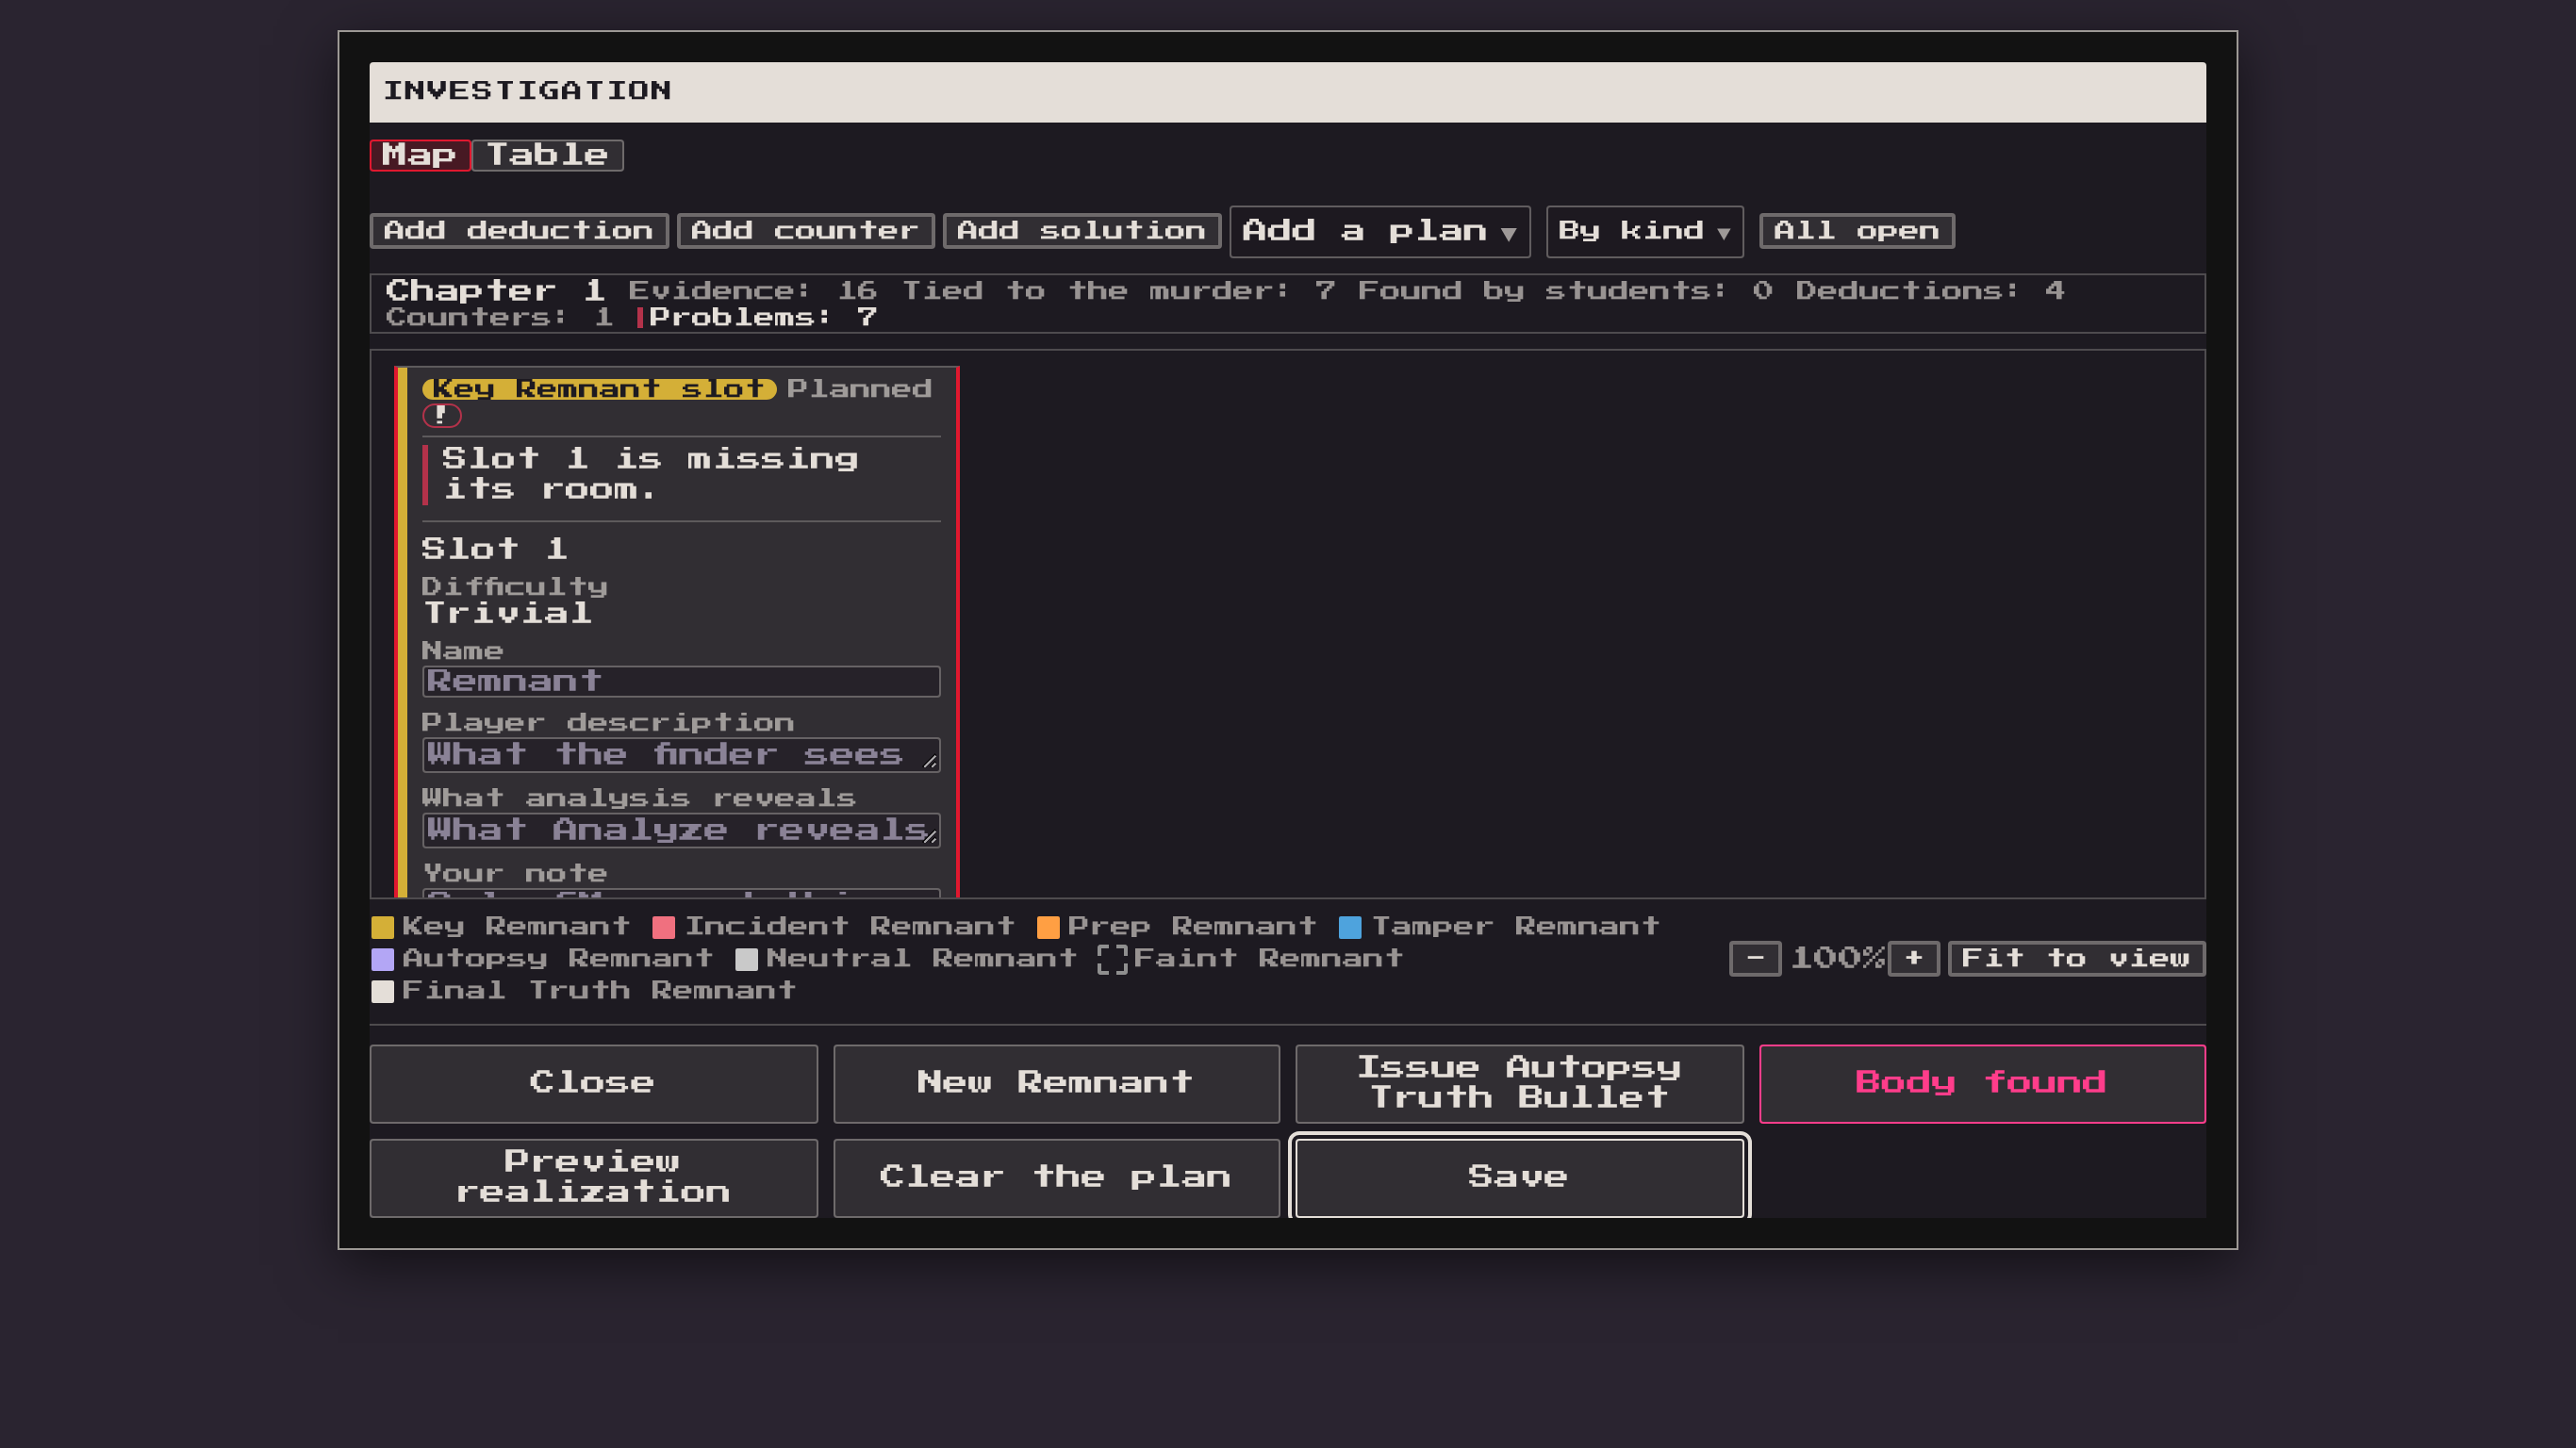 INVESTIGATION
Map Table
Add deduction Add counter Add solution Add a plan ▼ By kind ▼ All open
Chapter 1 Evidence: 16 Tied to the murder: 7 Found by students: 0 Deductions: 4
Counters: 1 Problems: 7
Key Remnant slot Planned
!
Slot 1 is missing
its room.
Slot 1
Difficulty
Trivial
Name
Remnant
Player description
What the finder sees
What analysis reveals
What Analyze reveals
Your note
Key Remnant Incident Remnant Prep Remnant Tamper Remnant
Autopsy Remnant Neutral Remnant Faint Remnant
Final Truth Remnant
- 100% + Fit to view
Close
New Remnant
Issue Autopsy
Truth Bullet
Body found
Preview
realization
Clear the plan
Save